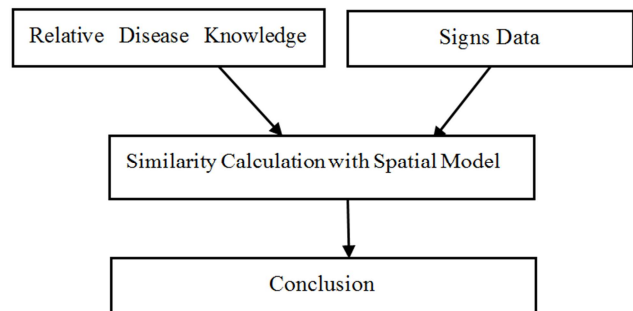 Relative Disease Knowledge
Signs Data
Similarity Calculation with Spatial Model
Conclusion